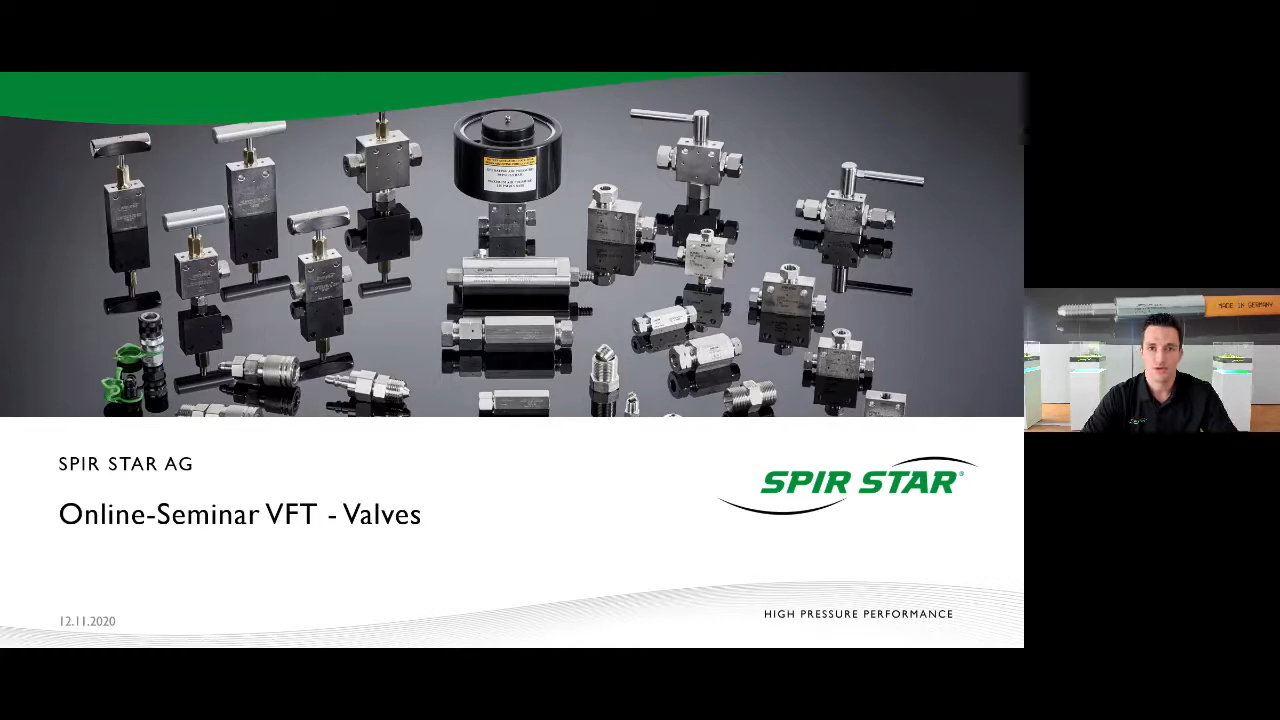 SPIR STAR AG
Online-Seminar VFT - Valves
12.11.2020
SPIR STAR®
HIGH PRESSURE PERFORMANCE
MADE IN GERMANY